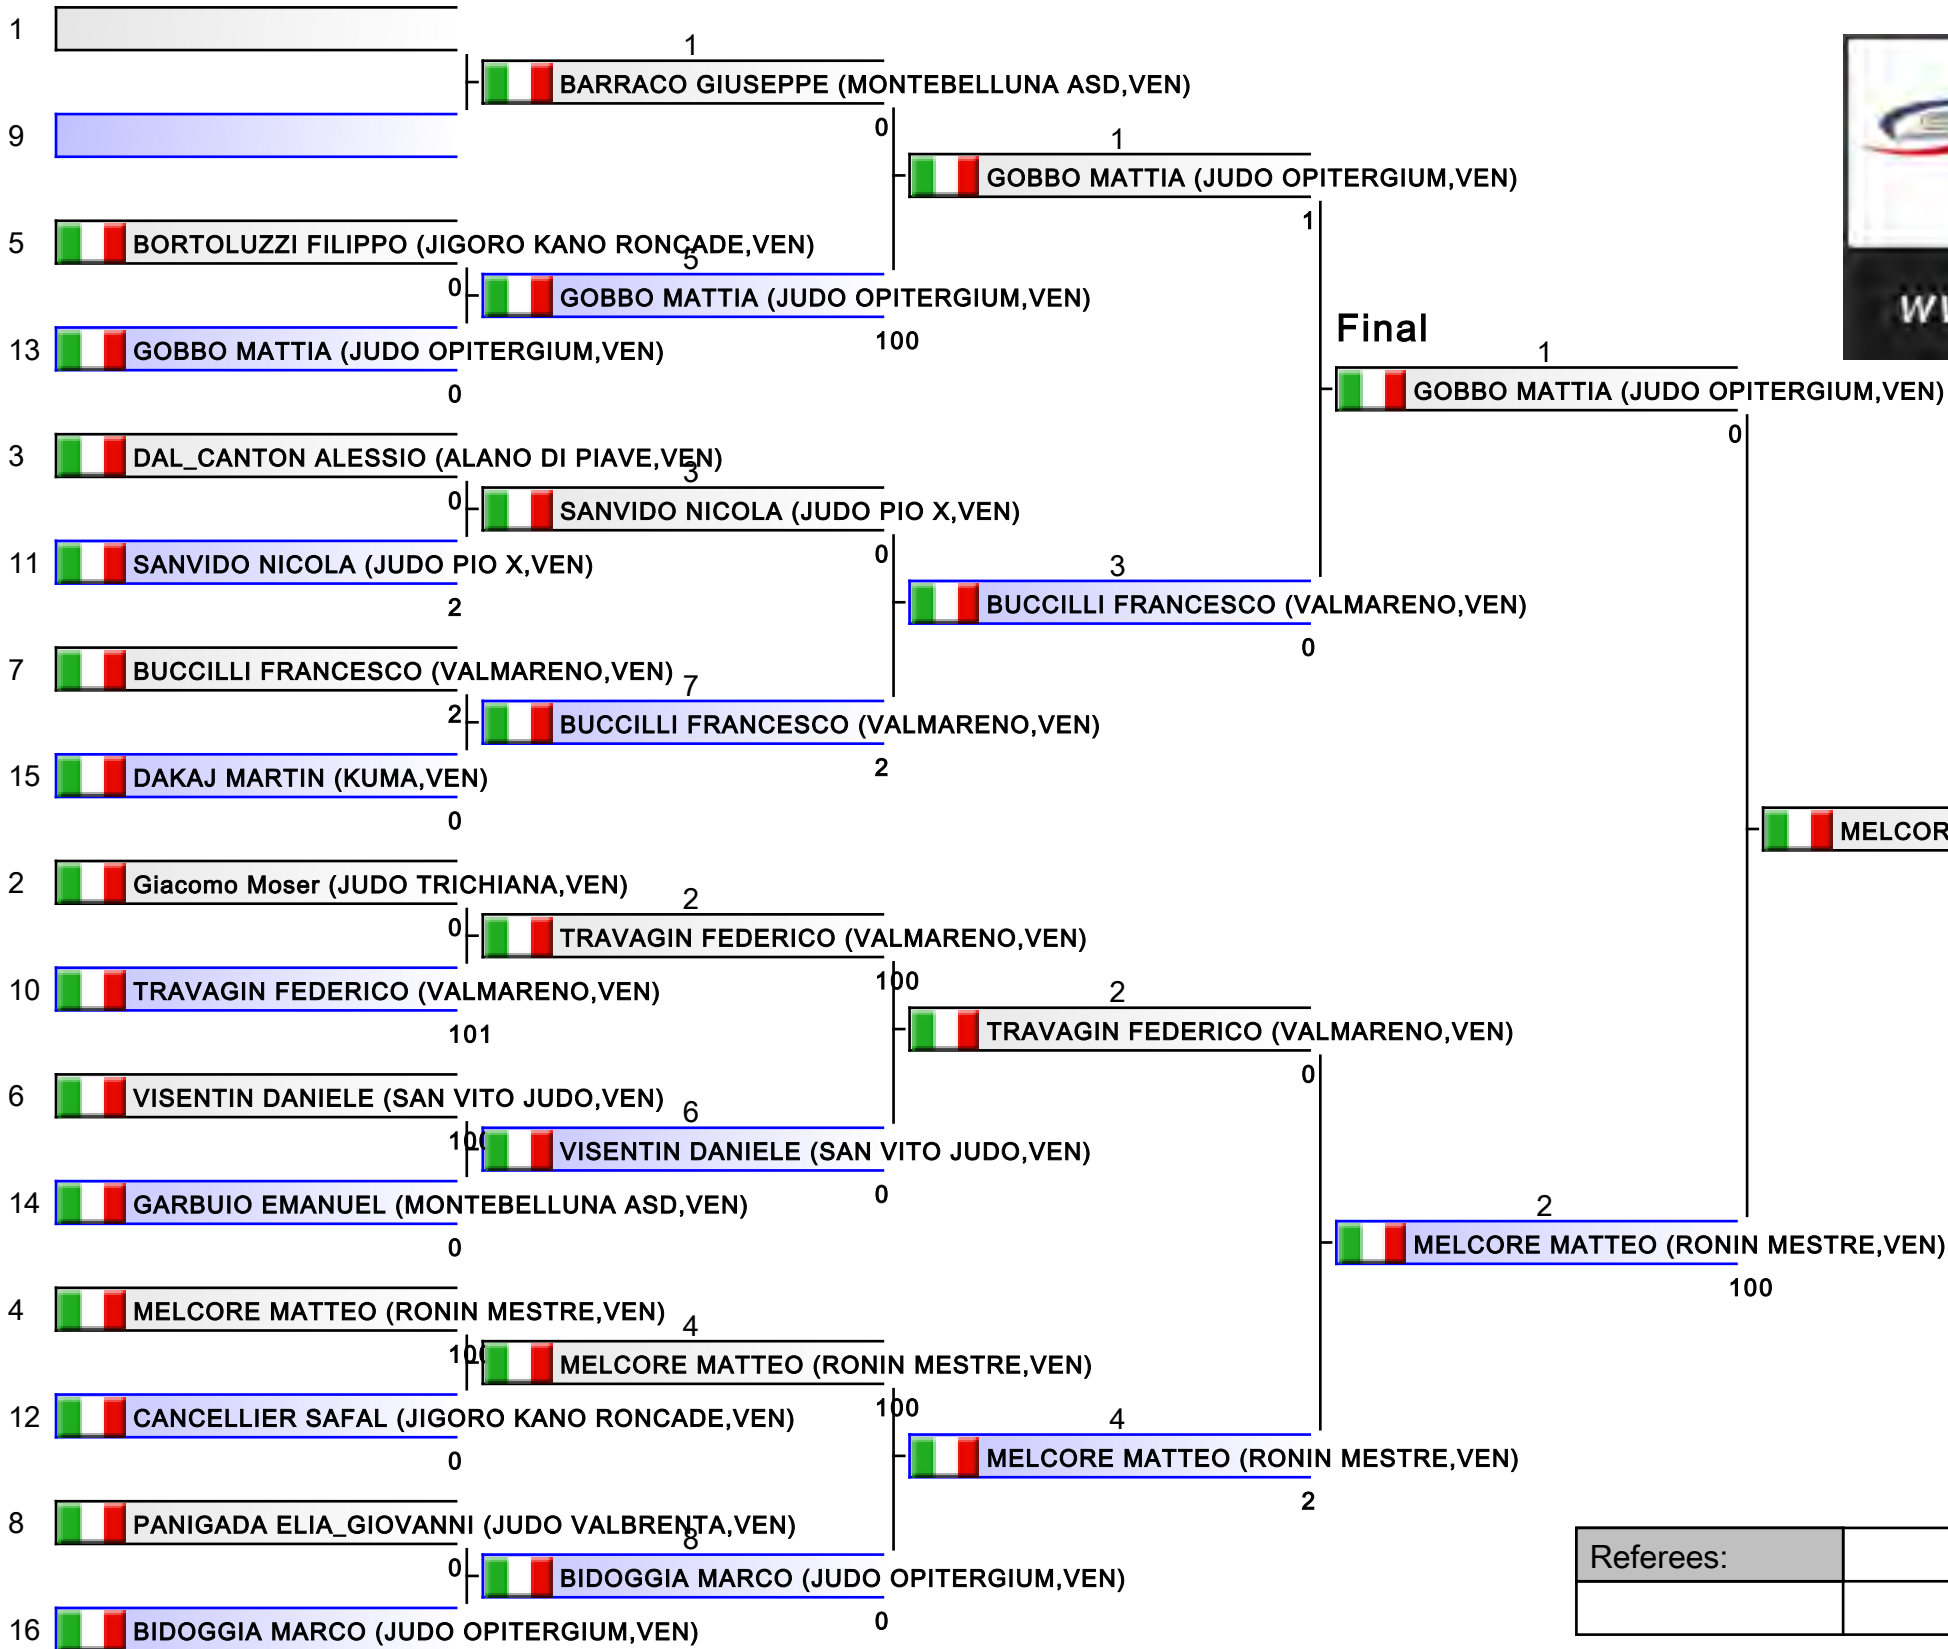 1
1
BARRACO GIUSEPPE (MONTEBELLUNA ASD,VEN)
0
9
1
GOBBO MATTIA (JUDO OPITERGIUM,VEN)
1
5 BORTOLUZZI FILIPPO (JIGORO KANO RONCADE,VEN)
0
5
GOBBO MATTIA (JUDO OPITERGIUM,VEN)
100
13 GOBBO MATTIA (JUDO OPITERGIUM,VEN)
0
Final
1
GOBBO MATTIA (JUDO OPITERGIUM,VEN)
0
3 DAL_CANTON ALESSIO (ALANO DI PIAVE,VEN)
0
3
SANVIDO NICOLA (JUDO PIO X,VEN)
0
11 SANVIDO NICOLA (JUDO PIO X,VEN)
2
3
BUCCILLI FRANCESCO (VALMARENO,VEN)
0
7 BUCCILLI FRANCESCO (VALMARENO,VEN)
2
7
BUCCILLI FRANCESCO (VALMARENO,VEN)
2
15 DAKAJ MARTIN (KUMA,VEN)
0
MELCOR
2 Giacomo Moser (JUDO TRICHIANA,VEN)
0
2
TRAVAGIN FEDERICO (VALMARENO,VEN)
100
10 TRAVAGIN FEDERICO (VALMARENO,VEN)
101
2
TRAVAGIN FEDERICO (VALMARENO,VEN)
0
6 VISENTIN DANIELE (SAN VITO JUDO,VEN)
100
6
VISENTIN DANIELE (SAN VITO JUDO,VEN)
0
14 GARBUIO EMANUEL (MONTEBELLUNA ASD,VEN)
0
2
MELCORE MATTEO (RONIN MESTRE,VEN)
100
4 MELCORE MATTEO (RONIN MESTRE,VEN)
100
4
MELCORE MATTEO (RONIN MESTRE,VEN)
100
12 CANCELLIER SAFAL (JIGORO KANO RONCADE,VEN)
0
4
MELCORE MATTEO (RONIN MESTRE,VEN)
2
8 PANIGADA ELIA_GIOVANNI (JUDO VALBRENTA,VEN)
0
8
BIDOGGIA MARCO (JUDO OPITERGIUM,VEN)
0
16 BIDOGGIA MARCO (JUDO OPITERGIUM,VEN)
Referees: